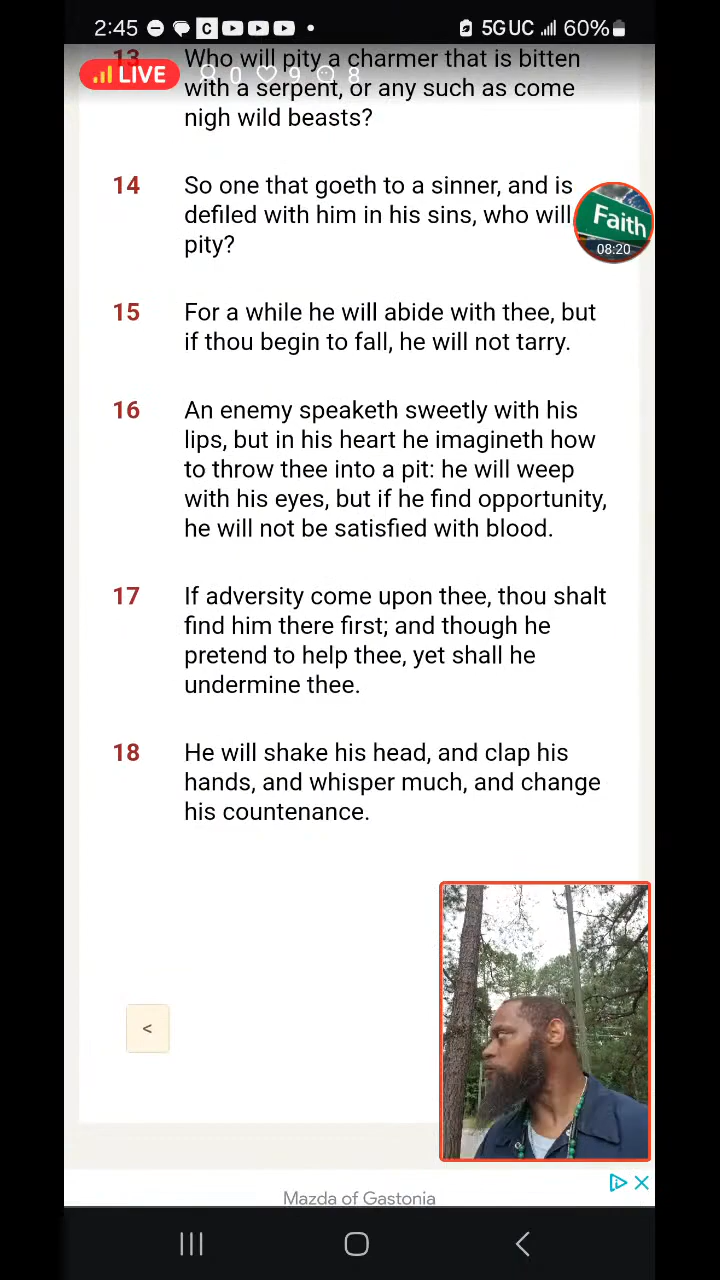 2:45 C 5G UC 60%
13 Who will pity a charmer that is bitten
LIVE 0 9 8
with a serpent, or any such as come
nigh wild beasts?
14 So one that goeth to a sinner, and is
defiled with him in his sins, who will
pity?
Faith
08:20
15 For a while he will abide with thee, but
if thou begin to fall, he will not tarry.
16 An enemy speaketh sweetly with his
lips, but in his heart he imagineth how
to throw thee into a pit: he will weep
with his eyes, but if he find opportunity,
he will not be satisfied with blood.
17 If adversity come upon thee, thou shalt
find him there first; and though he
pretend to help thee, yet shall he
undermine thee.
18 He will shake his head, and clap his
hands, and whisper much, and change
his countenance.
<
Mazda of Gastonia